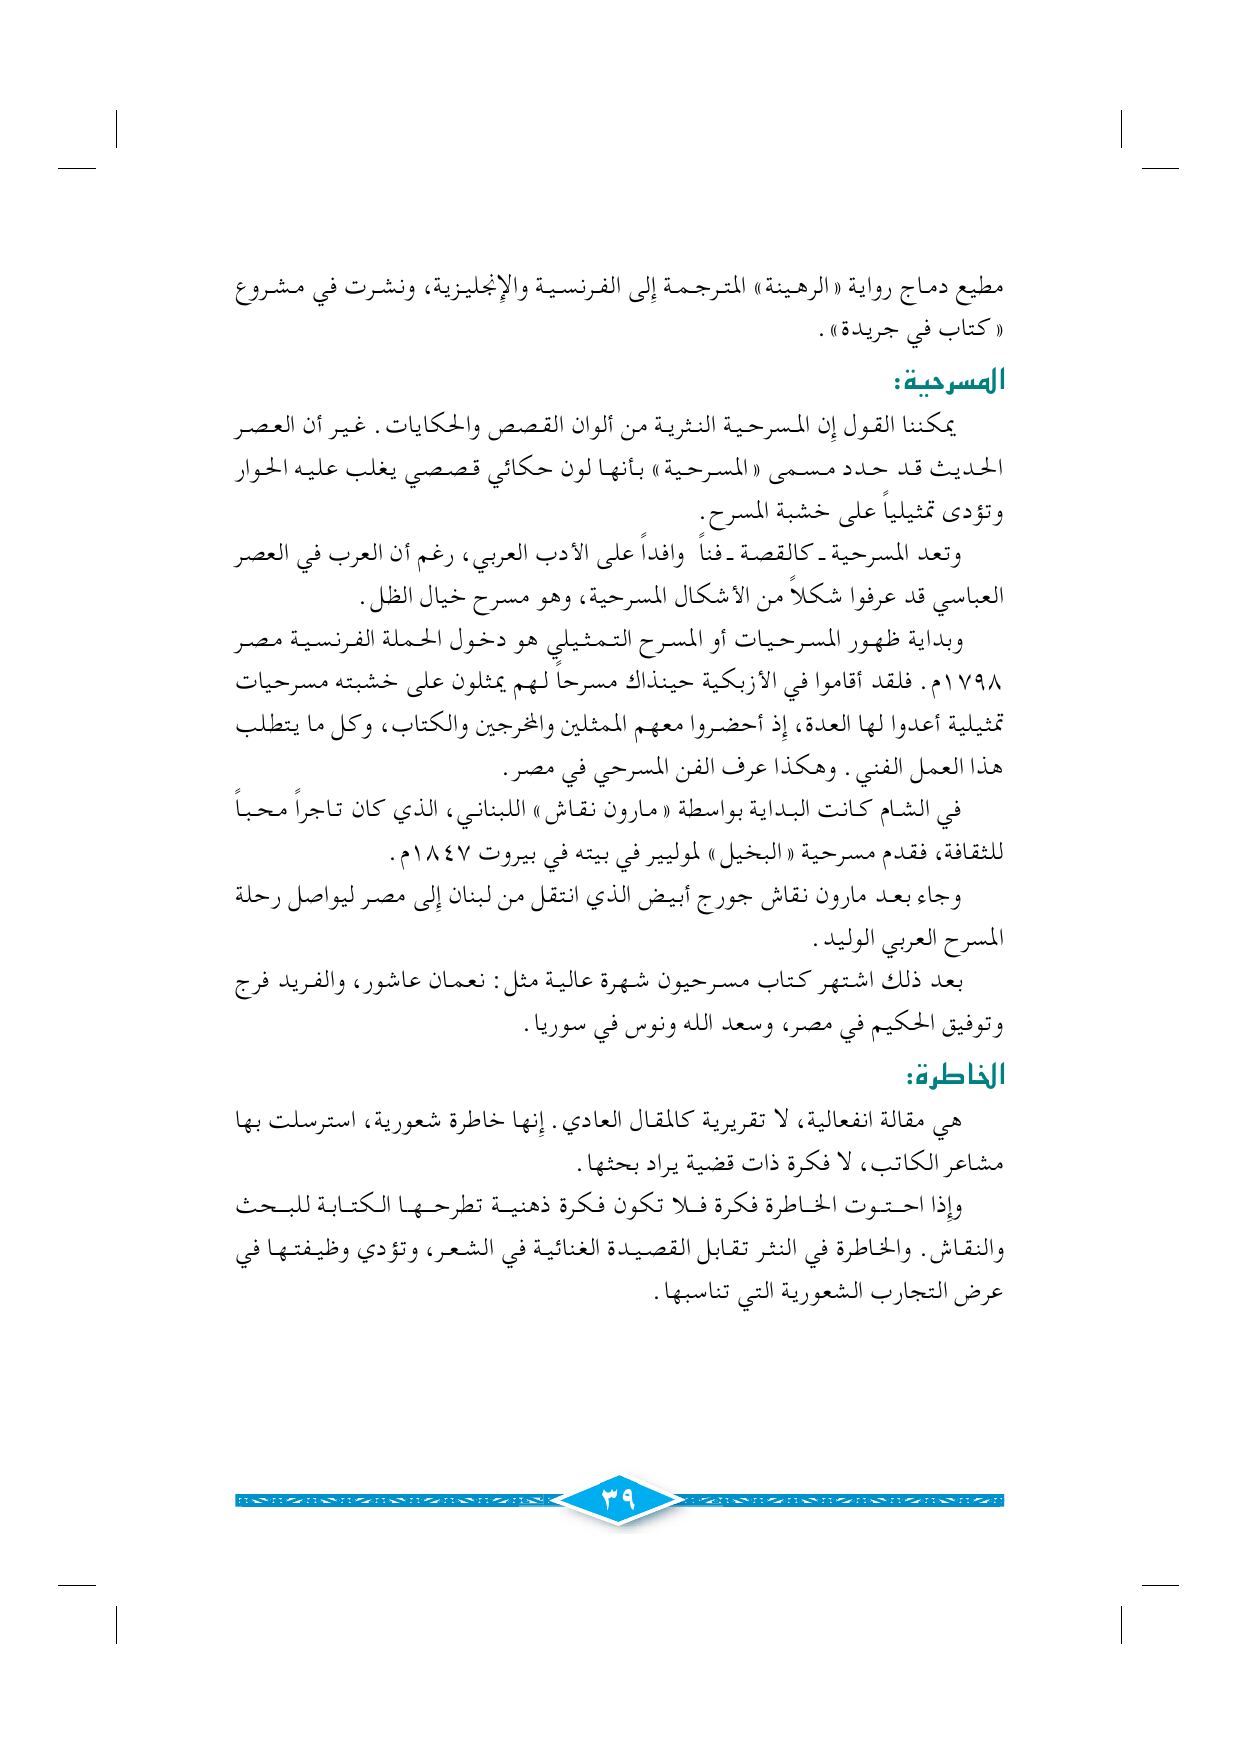 مطيع دماج رواية «الرهينة» المترجمة إلى الفرنسية والإنجليزية، ونشرت في مشروع
«كتاب في جريدة».
المسرحية:
يمكننا القول إن المسرحية النثرية من ألوان القصص والحكايات. غير أن العصر
الحديث قد حدد مسمى «المسرحية» بأنها لون حكائي قصصي يغلب عليه الحوار
وتؤدى تمثيلياً على خشبة المسرح.
وتعد المسرحية ـ كالقصة ـ فناً وافداً على الأدب العربي، رغم أن العرب في العصر
العباسي قد عرفوا شكلاً من الأشكال المسرحية، وهو مسرح خيال الظل.
وبداية ظهور المسرحيات أو المسرح التمثيلي هو دخول الحملة الفرنسية مصر
١٧٩٨م. فلقد أقاموا في الأزبكية حينذاك مسرحاً لهم يمثلون على خشبته مسرحيات
تمثيلية أعدوا لها العدة، إذ أحضروا معهم الممثلين والمخرجين والكتاب، وكل ما يتطلب
هذا العمل الفني. وهكذا عرف الفن المسرحي في مصر.
في الشام كانت البداية بواسطة «مارون نقاش» اللبناني، الذي كان تاجراً محباً
للثقافة، فقدم مسرحية «البخيل» لموليير في بيته في بيروت ١٨٤٧م.
وجاء بعد مارون نقاش جورج أبيض الذي انتقل من لبنان إلى مصر ليواصل رحلة
المسرح العربي الوليد.
بعد ذلك اشتهر كتاب مسرحيون شهرة عالية مثل: نعمان عاشور، والفريد فرج
وتوفيق الحكيم في مصر، وسعد الله ونوس في سوريا.
الخاطرة:
هي مقالة انفعالية، لا تقريرية كالمقال العادي. إنها خاطرة شعورية، استرسلت بها
مشاعر الكاتب، لا فكرة ذات قضية يراد بحثها.
وإذا احتوت الخاطرة فكرة فلا تكون فكرة ذهنية تطرحها الكتابة للبحث
والنقاش. والخاطرة في النثر تقابل القصيدة الغنائية في الشعر، وتؤدي وظيفتها في
عرض التجارب الشعورية التي تناسبها.
٣٩